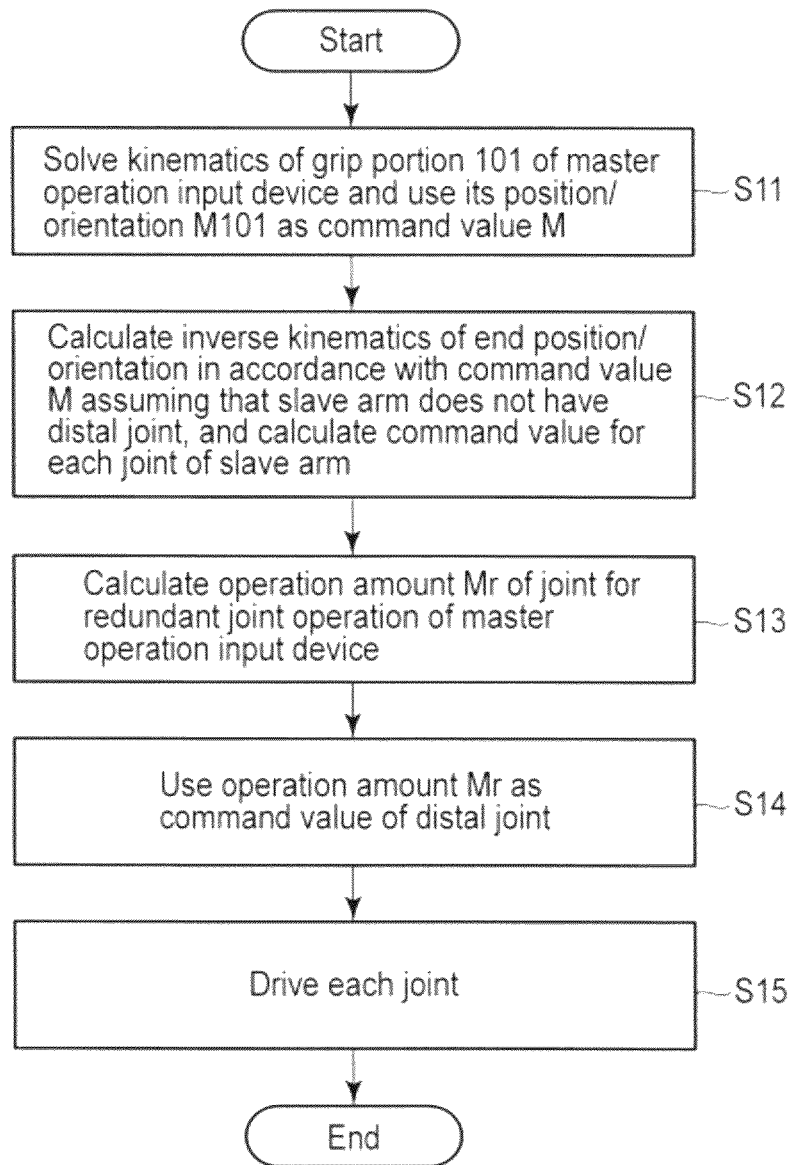 Start
Solve kinematics of grip portion 101 of master
operation input device and use its position/
orientation M101 as command value M
S11
Calculate inverse kinematics of end position/
orientation in accordance with command value
M assuming that slave arm does not have
distal joint, and calculate command value for
each joint of slave arm
S12
Calculate operation amount Mr of joint for
redundant joint operation of master
operation input device
S13
Use operation amount Mr as
command value of distal joint
S14
Drive each joint
S15
End